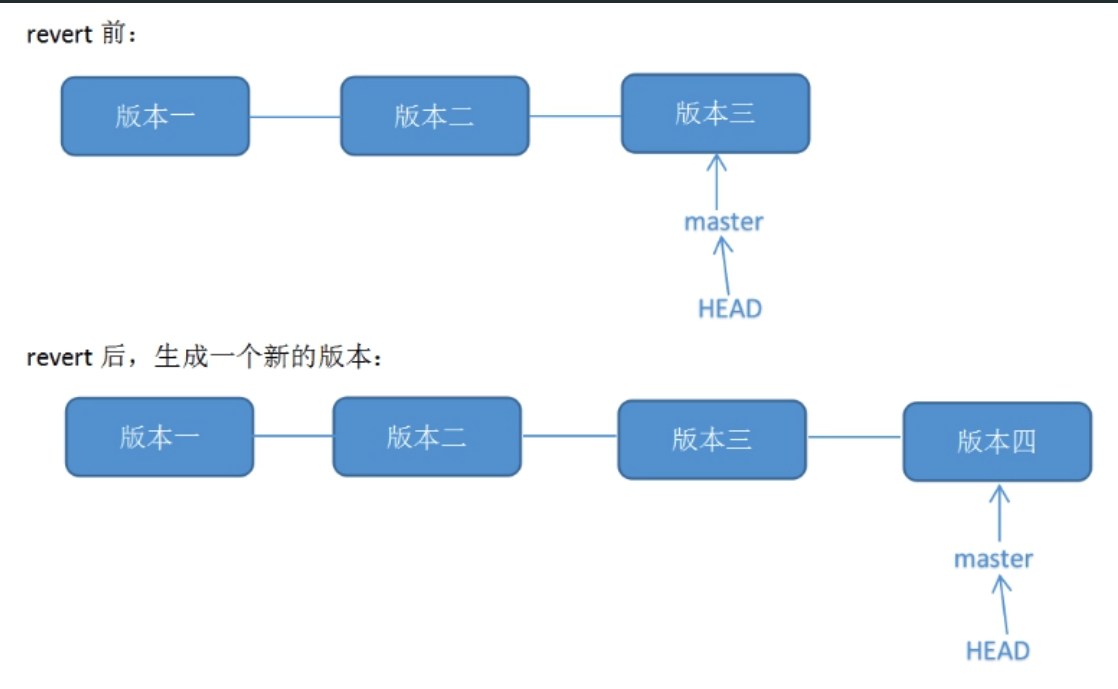 revert 前：
版本一 版本二 版本三
master
HEAD
revert 后，生成一个新的版本：
版本一 版本二 版本三 版本四
master
HEAD